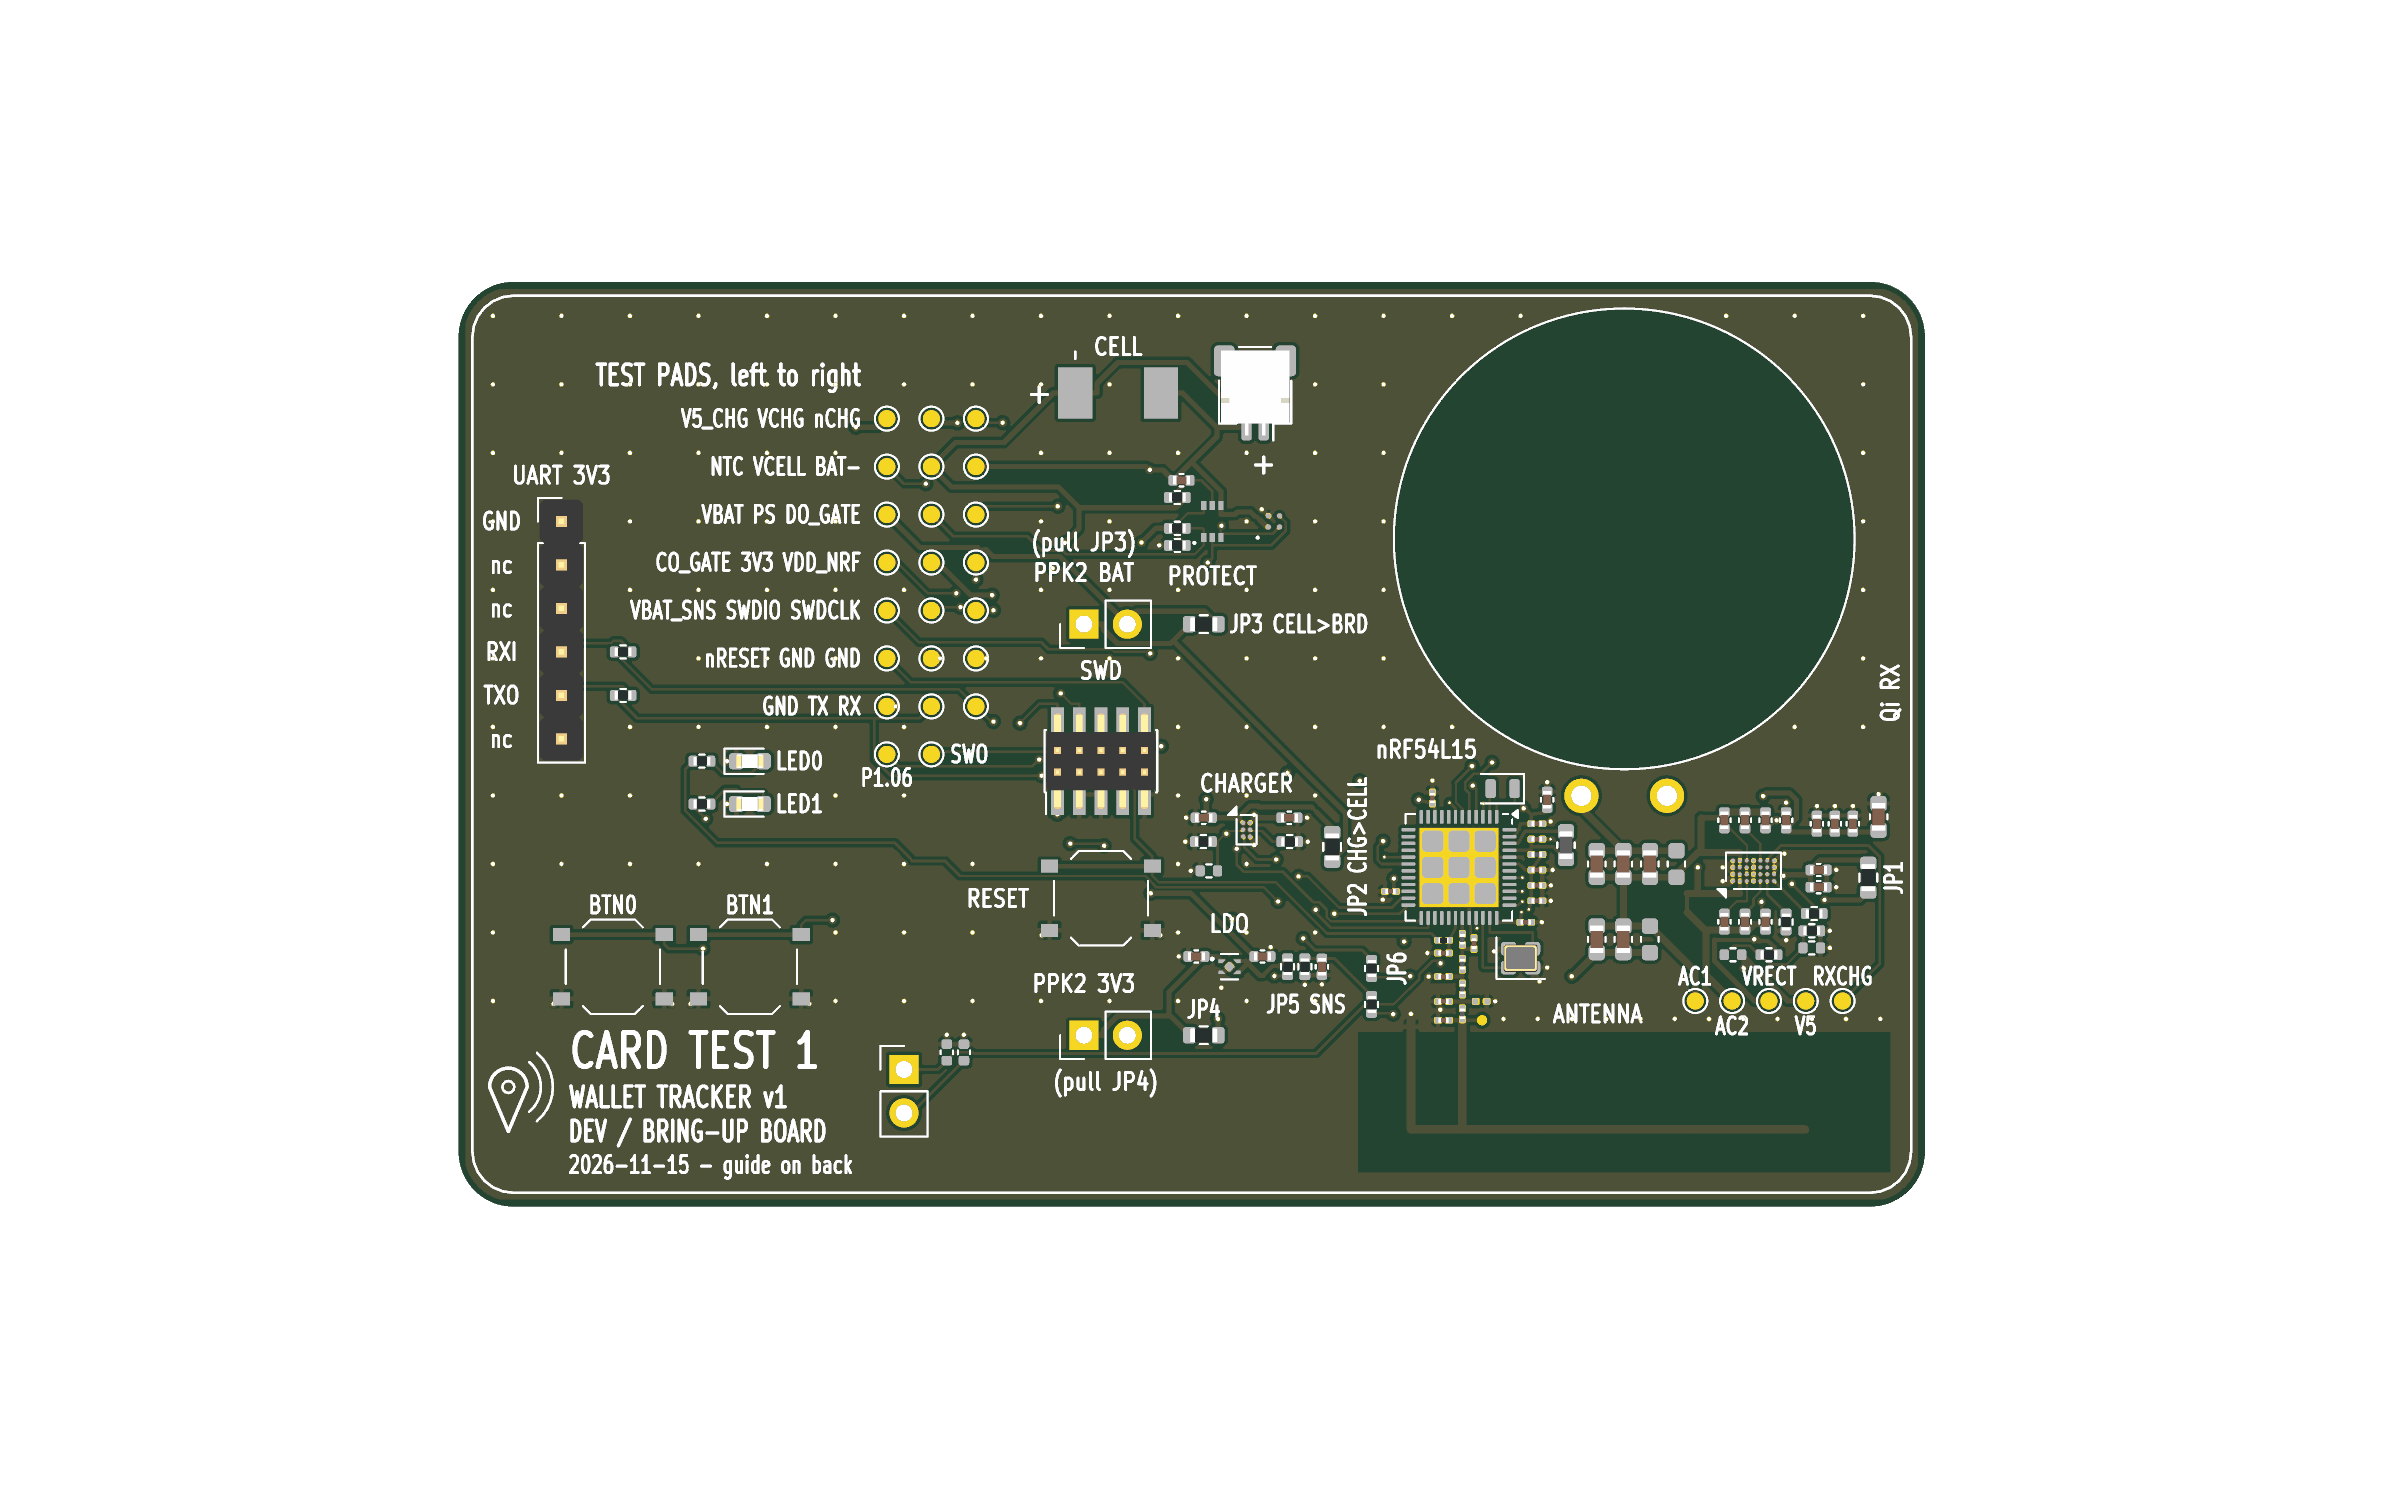 CELL
TEST PADS, left to right
+
V5_CHG VCHG nCHG
NTC VCELL BAT-
+
UART 3V3
GND
VBAT PS DO_GATE
(pull JP3)
nc
CO_GATE 3V3 VDD_NRF
PPK2 BAT
PROTECT
nc
VBAT_SNS SWDIO SWDCLK
JP3 CELL>BRD
RXI
nRESET GND GND
SWD
Qi RX
TXO
GND TX RX
nc
SWO
nRF54L15
LED0
P1.06
CHARGER
LED1
JP2 CHG>CELL
JP1
BTN0
BTN1
RESET
LDO
JP6
AC1
VRECT
RXCHG
PPK2 3V3
JP4
JP5 SNS
ANTENNA
AC2
V5
CARD TEST 1
(pull JP4)
WALLET TRACKER v1
DEV / BRING-UP BOARD
2026-11-15 - guide on back